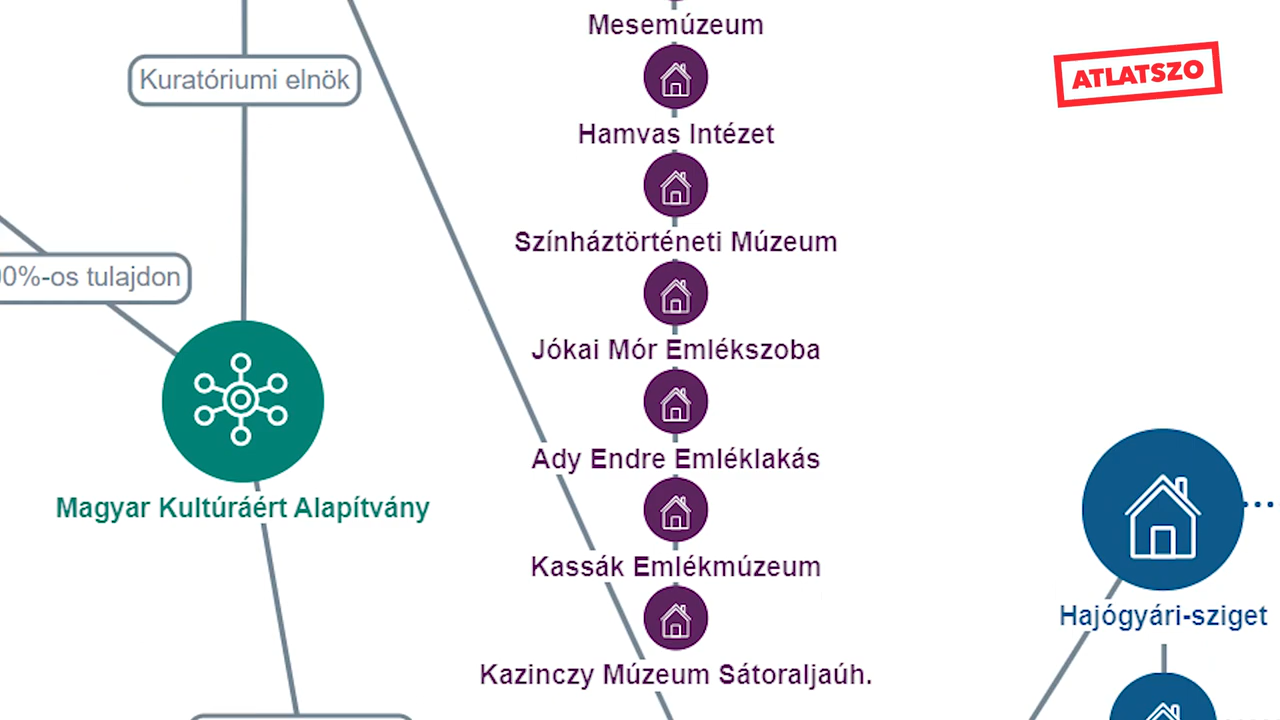 Mesemúzeum
Kuratóriumi elnök
ATLATSZO
Hamvas Intézet
Színháztörténeti Múzeum
00%-os tulajdon
Jókai Mór Emlékszoba
Ady Endre Emléklakás
Magyar Kultúráért Alapítvány
Kassák Emlékmúzeum
Hajógyári-sziget
Kazinczy Múzeum Sátoraljaúh.